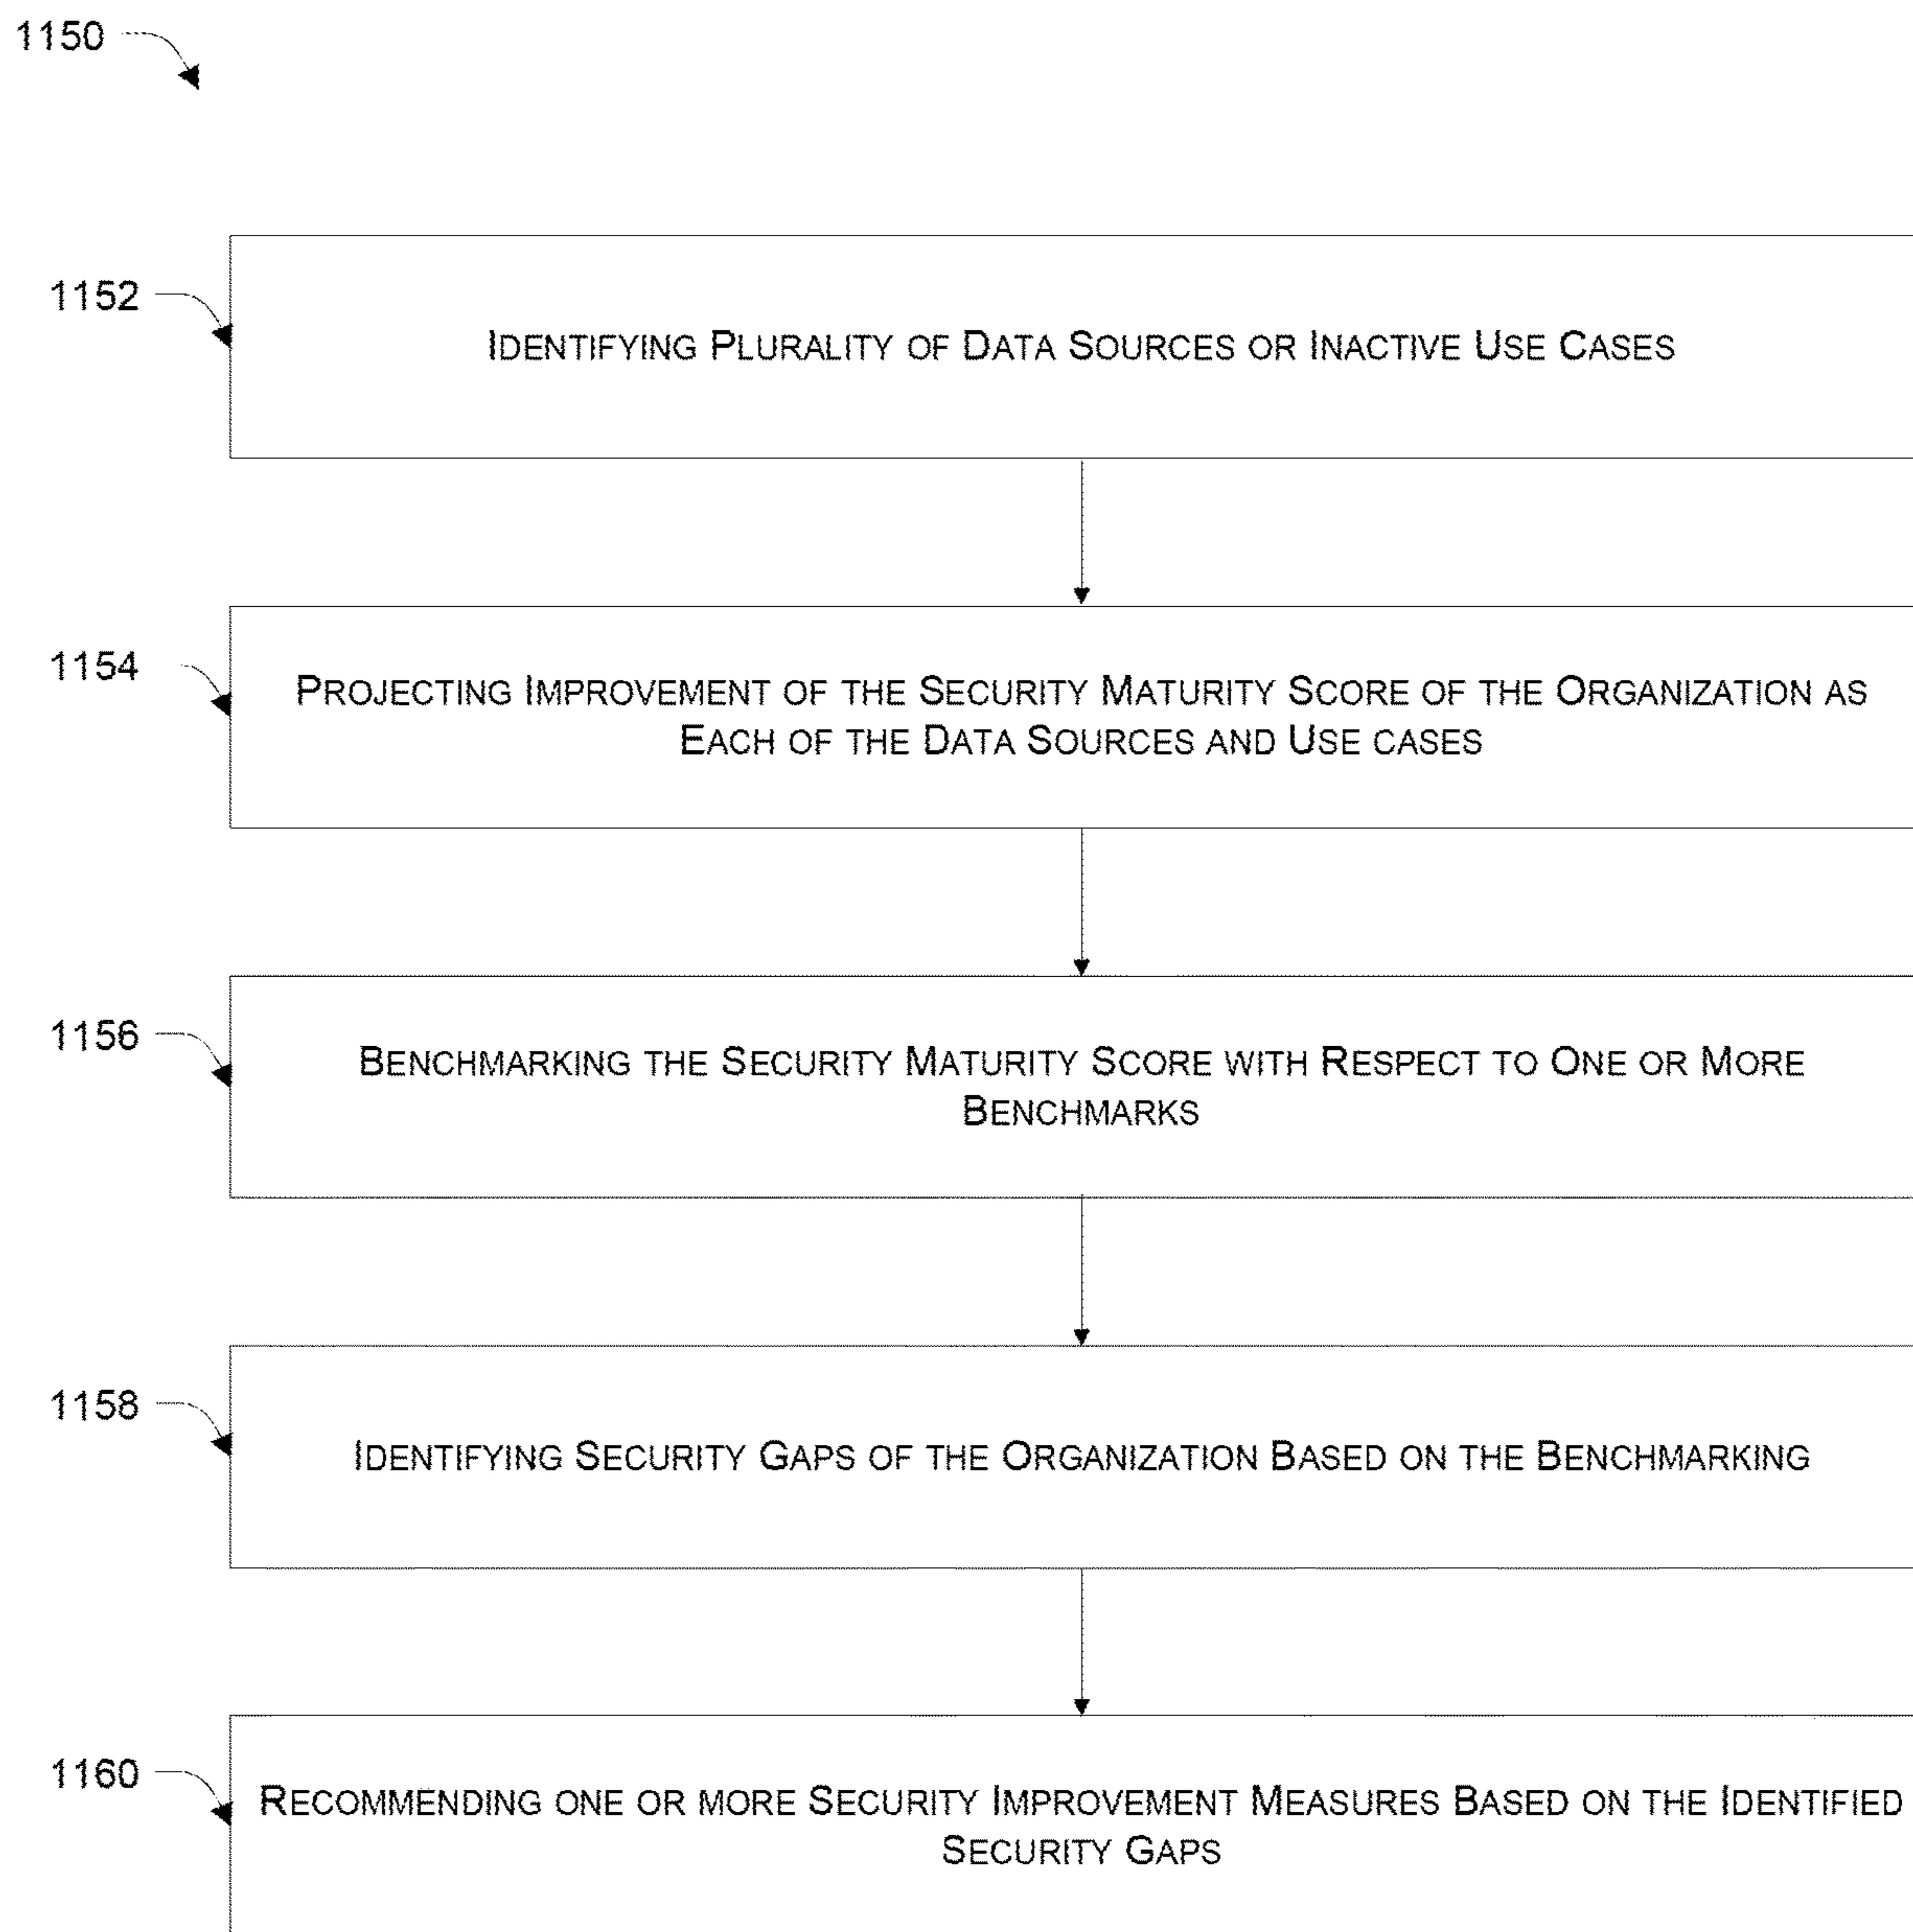 1150
1152
IDENTIFYING PLURALITY OF DATA SOURCES OR INACTIVE USE CASES
1154
PROJECTING IMPROVEMENT OF THE SECURITY MATURITY SCORE OF THE ORGANIZATION AS
EACH OF THE DATA SOURCES AND USE CASES
1156
BENCHMARKING THE SECURITY MATURITY SCORE WITH RESPECT TO ONE OR MORE
BENCHMARKS
1158
IDENTIFYING SECURITY GAPS OF THE ORGANIZATION BASED ON THE BENCHMARKING
1160
RECOMMENDING ONE OR MORE SECURITY IMPROVEMENT MEASURES BASED ON THE IDENTIFIED
SECURITY GAPS